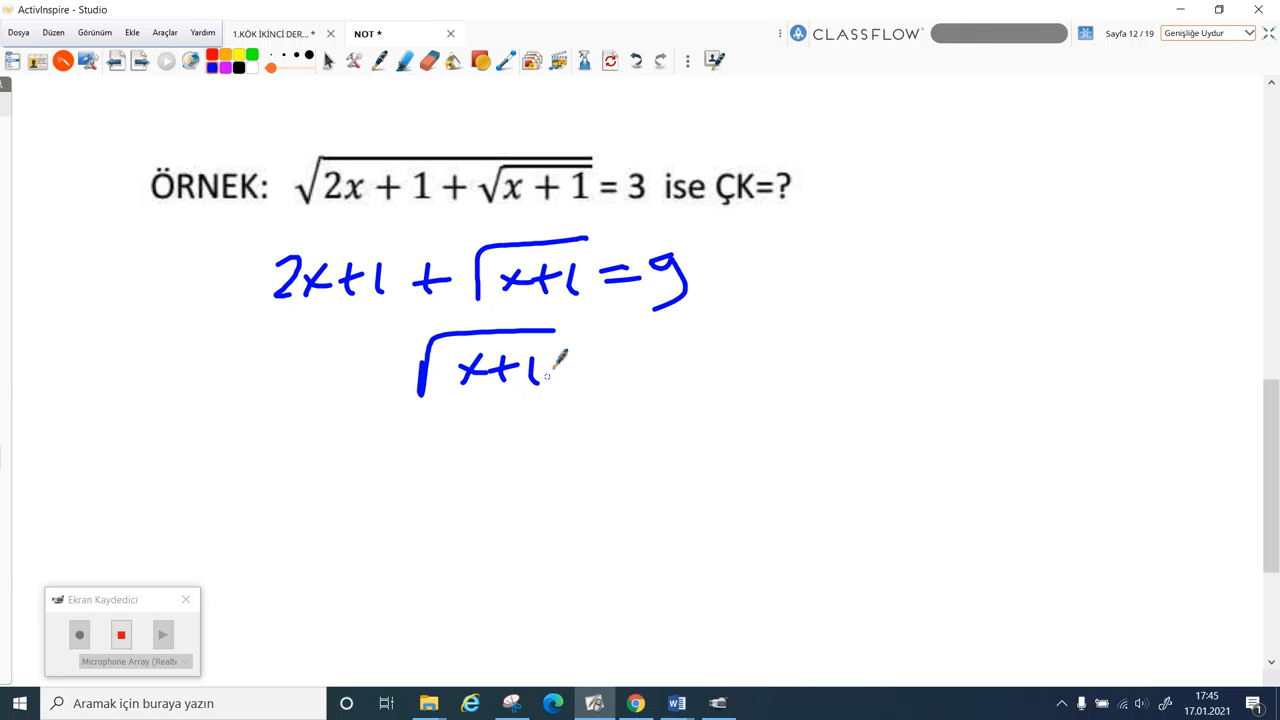 ActivInspire - Studio
Dosya Düzen Görünüm Ekle Araçlar Yardım
1.KÖK İKİNCİ DER... *
NOT *
CLASSFLOW
Sayfa 12 / 19
Genişliğe Uydur
ÖRNEK: √(2x + 1 + √(x + 1)) = 3 ise ÇK=?
2x+1 + √(x+1) = 9
√(x+1)
Ekran Kaydedici
Microphone Array (Realte
Aramak için buraya yazın
17:45
17.01.2021
1